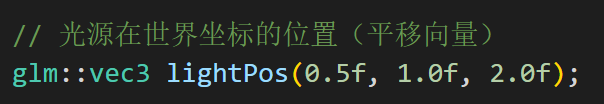 // 光源在世界坐标的位置（平移向量）
glm::vec3 lightPos(0.5f, 1.0f, 2.0f);